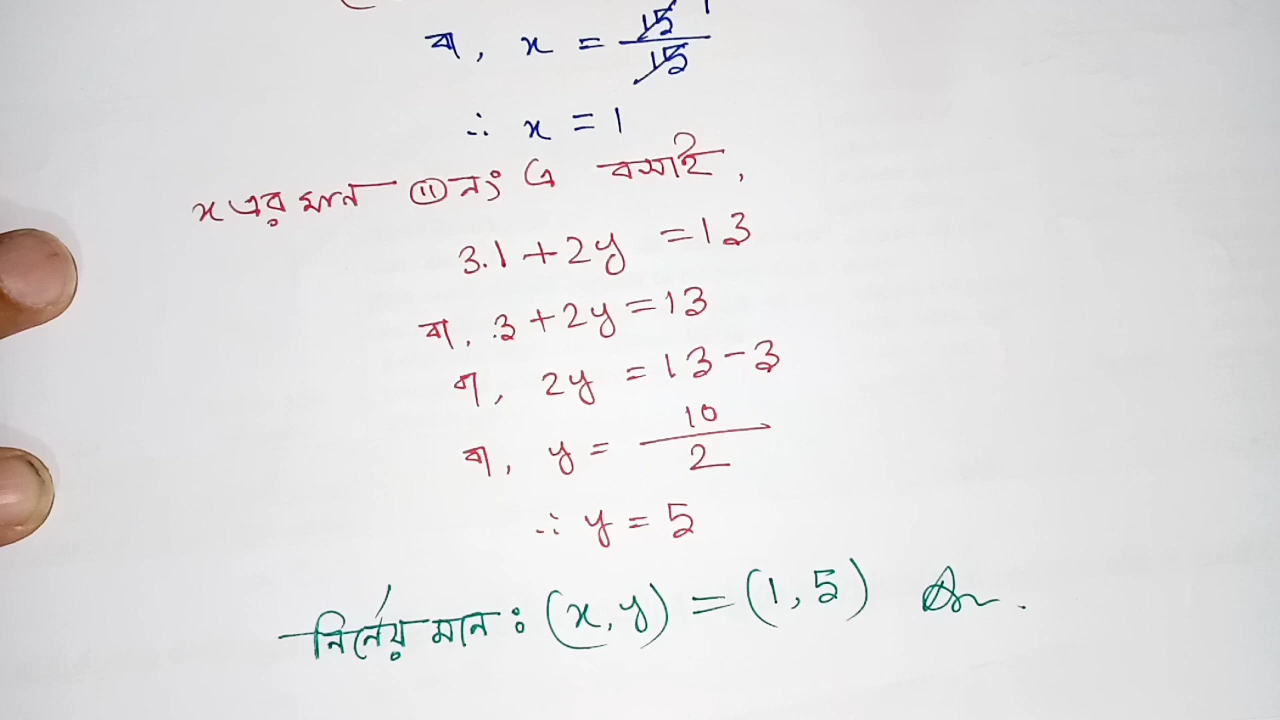 বা, x = 15/15 1
∴ x = 1
x এর মান (ii) নং এ বসাই,
3.1 + 2y = 13
বা, 3 + 2y = 13
বা, 2y = 13 - 3
বা, y = 10/2
∴ y = 5
নির্ণেয় মান : (x, y) = (1, 5) Ans.